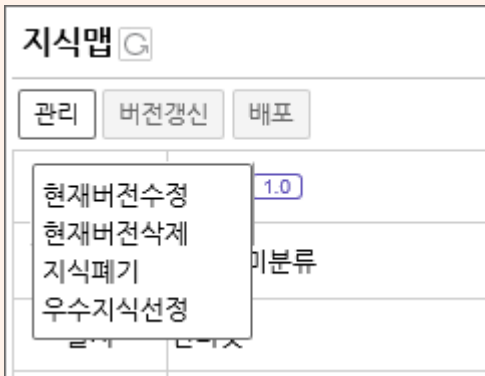 지식맵
관리 버전갱신 배포
1.0
현재버전수정
현재버전삭제
미분류
지식폐기
우수지식선정